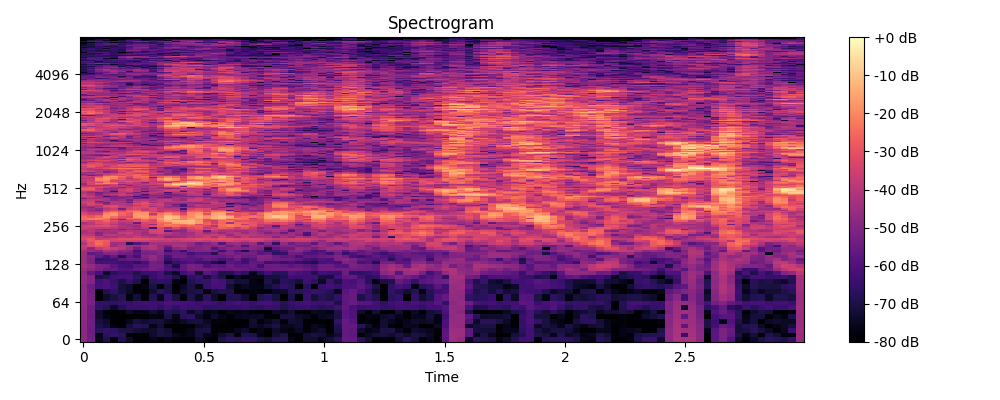 Spectrogram
Hz
4096
2048
1024
512
256
128
64
0
0
0.5
1
1.5
2
2.5
Time
+0 dB
-10 dB
-20 dB
-30 dB
-40 dB
-50 dB
-60 dB
-70 dB
-80 dB